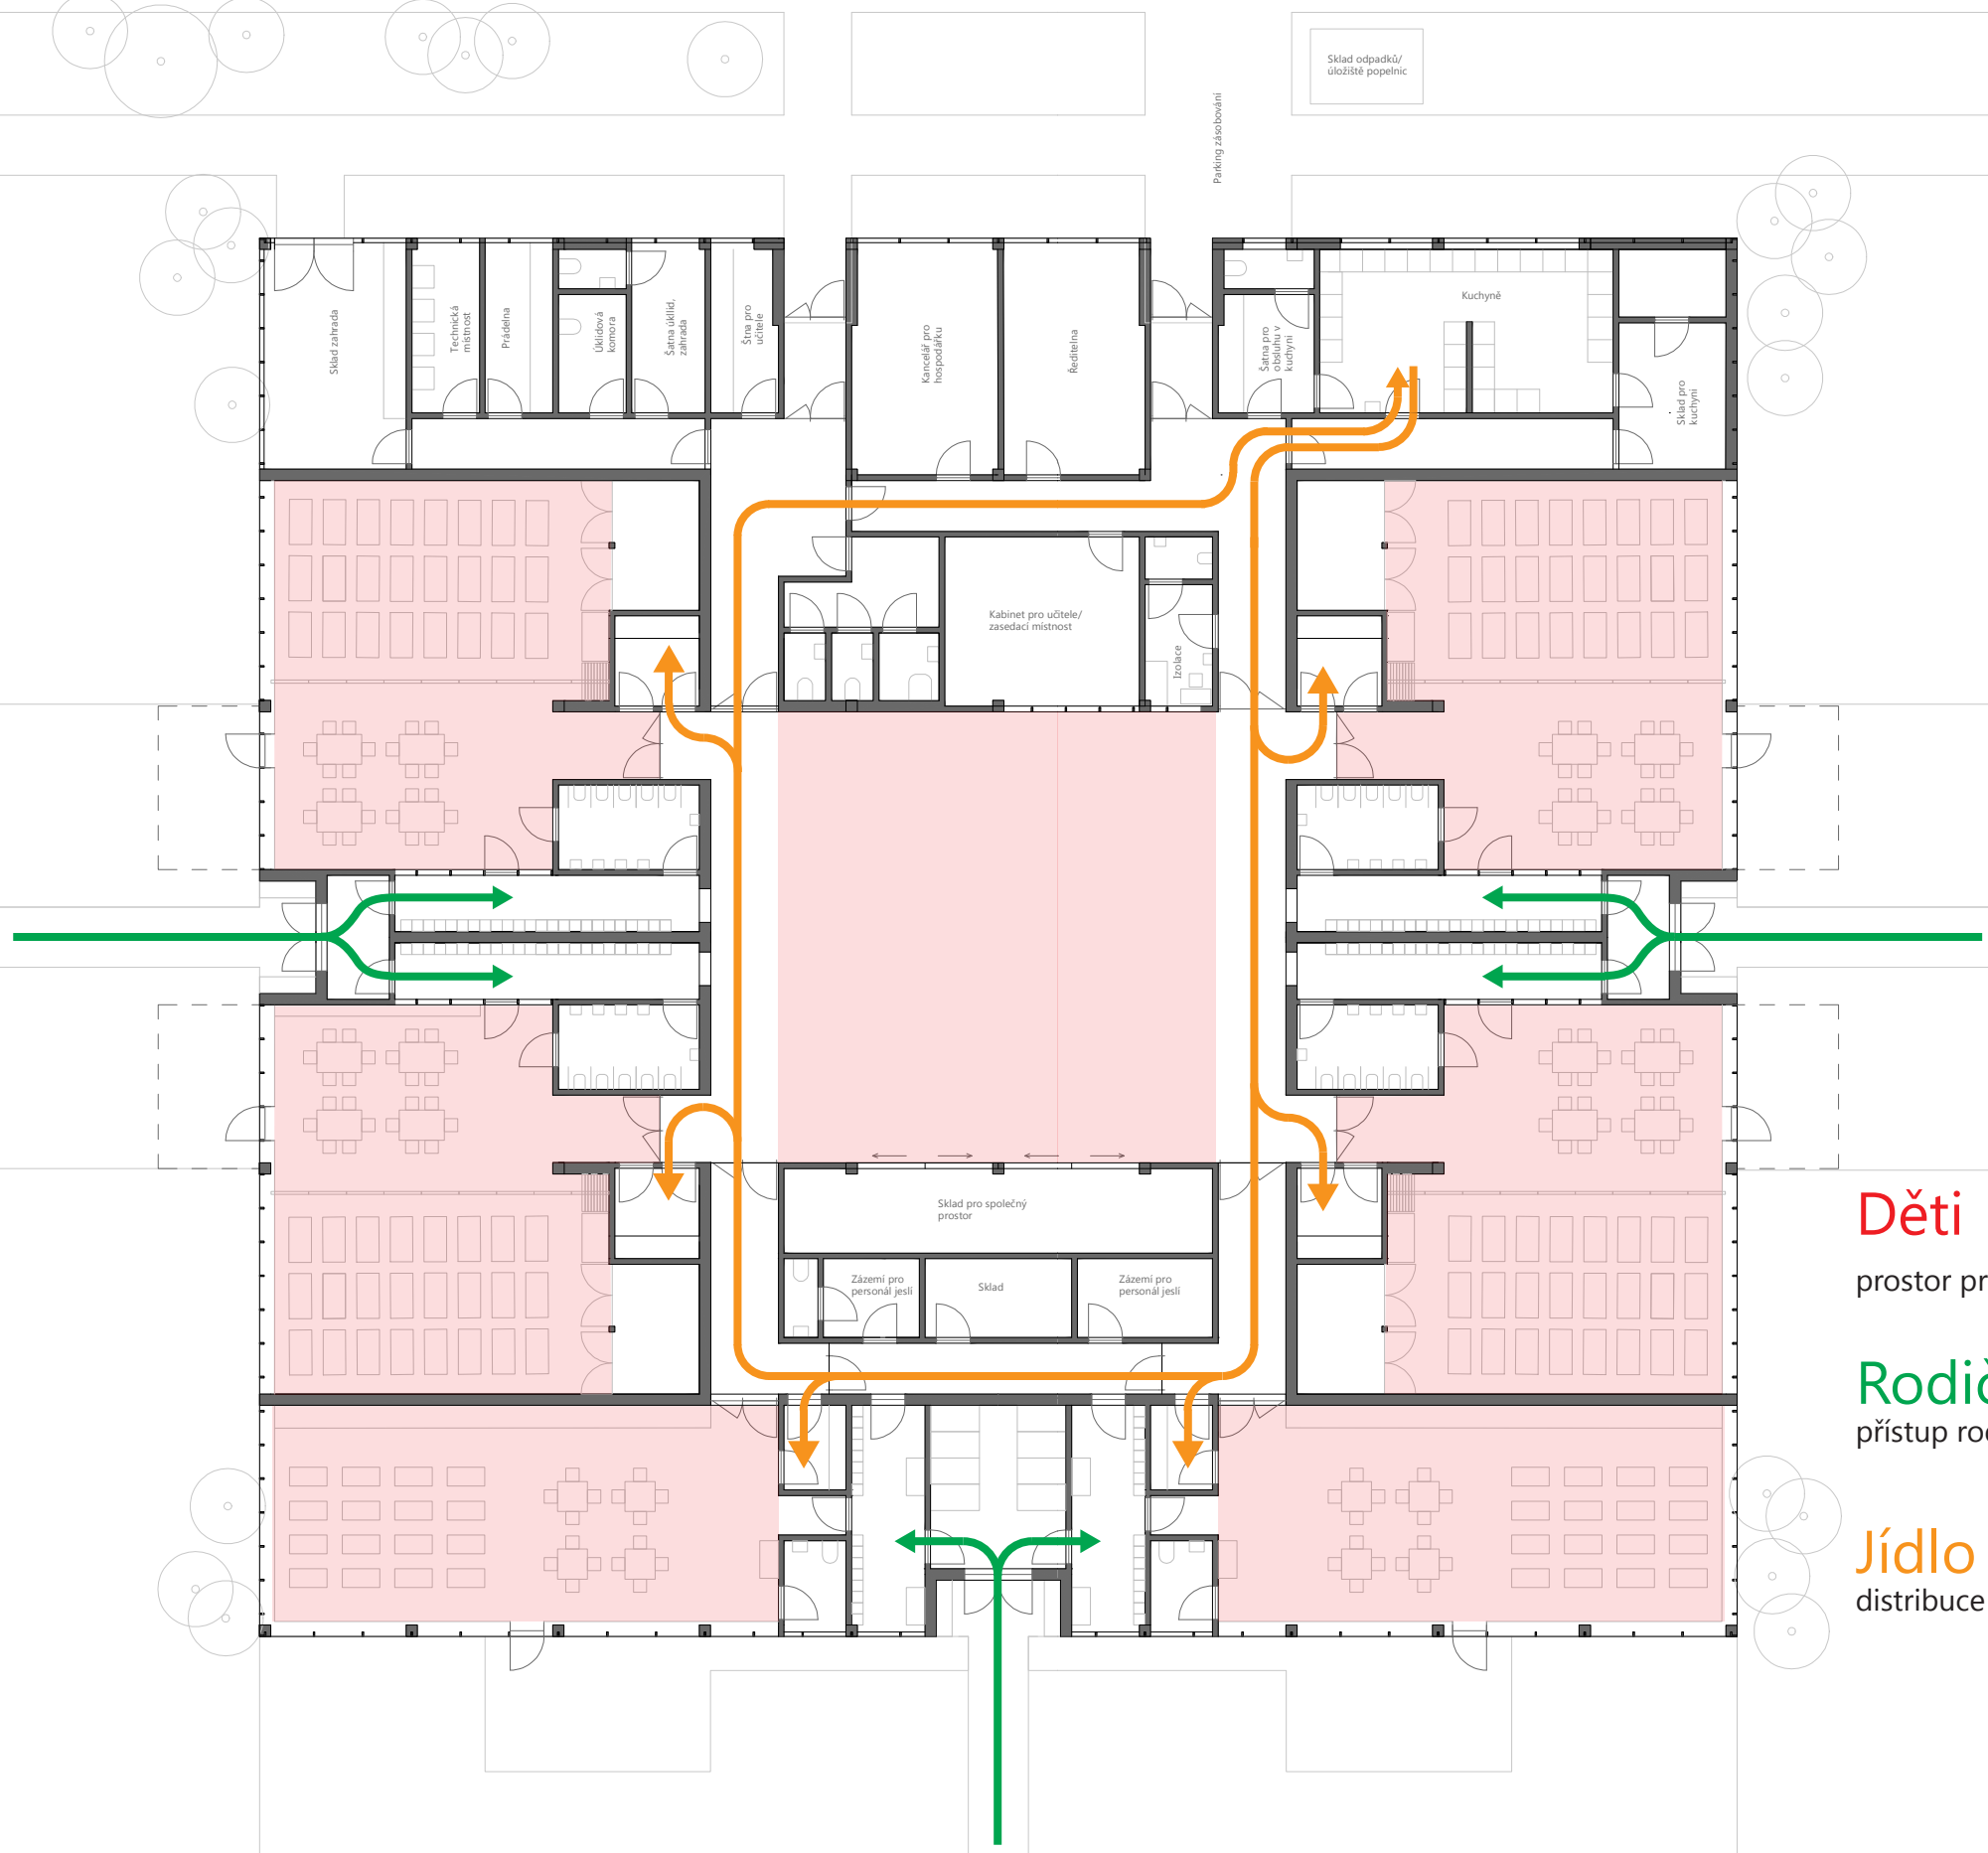 Sklad odpadků/
úložiště popelnic
Parking zásobování
Sklad zahrada
Technická
místnost
Prádelna
Úklidová
komora
Šatna úkllid,
zahrada
Štna pro
učitele
Kancelář pro
hospodářku
Ředitelna
Šatna pro
obsluhu v
kuchyni
Kuchyně
Sklad pro
kuchyni
Kabinet pro učitele/
zasedací místnost
Izolace
Sklad pro společný
prostor
Zázemí pro
personál jeslí
Sklad
Zázemí pro
personál jeslí
Děti
prostor pr
Rodič
přístup rod
Jídlo
distribuce